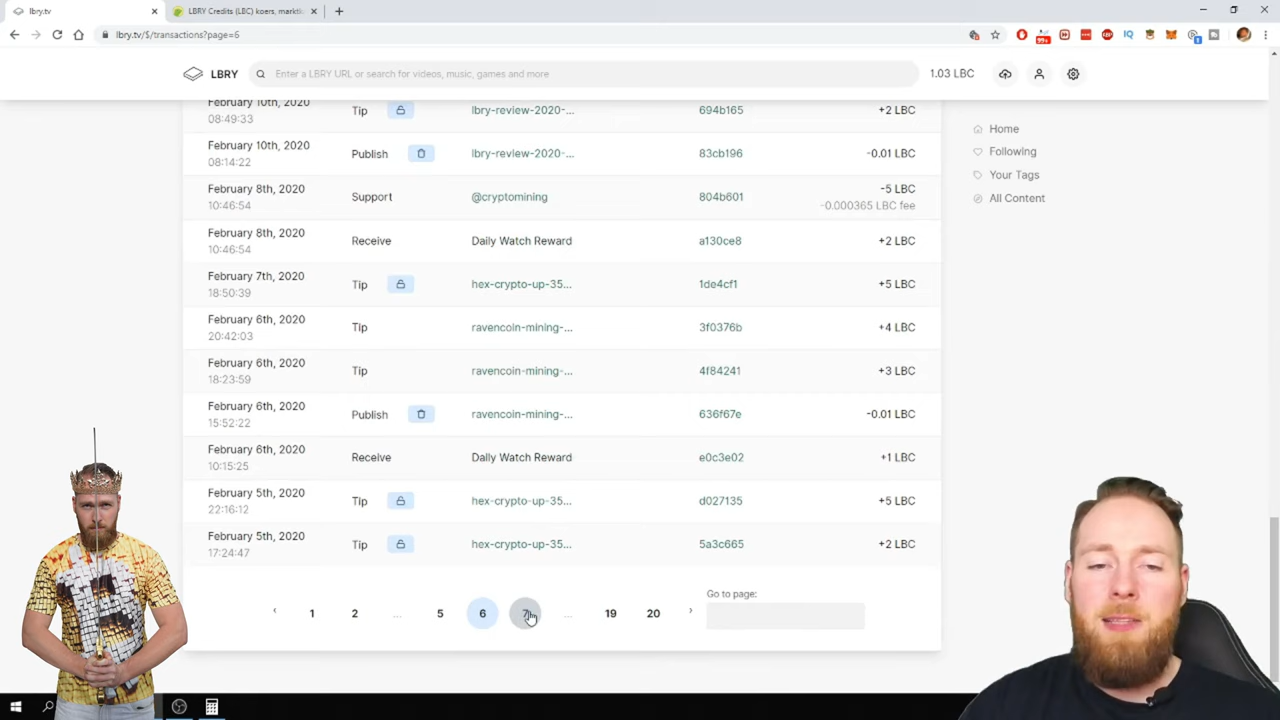 lbry.tv
LBRY Credits (LBC) koers, markt
lbry.tv/$/transactions?page=6
99+
IQ
1
LBRY
Enter a LBRY URL or search for videos, music, games and more
1.03 LBC
February 10th, 2020
08:49:33
Tip
lbry-review-2020-...
694b165
+2 LBC
February 10th, 2020
08:14:22
Publish
lbry-review-2020-...
83cb196
-0.01 LBC
February 8th, 2020
10:46:54
Support
@cryptomining
804b601
-5 LBC
-0.000365 LBC fee
February 8th, 2020
10:46:54
Receive
Daily Watch Reward
a130ce8
+2 LBC
February 7th, 2020
18:50:39
Tip
hex-crypto-up-35...
1de4cf1
+5 LBC
February 6th, 2020
20:42:03
Tip
ravencoin-mining-...
3f0376b
+4 LBC
February 6th, 2020
18:23:59
Tip
ravencoin-mining-...
4f84241
+3 LBC
February 6th, 2020
15:52:22
Publish
ravencoin-mining-...
636f67e
-0.01 LBC
February 6th, 2020
10:15:25
Receive
Daily Watch Reward
e0c3e02
+1 LBC
February 5th, 2020
22:16:12
Tip
hex-crypto-up-35...
d027135
+5 LBC
February 5th, 2020
17:24:47
Tip
hex-crypto-up-35...
5a3c665
+2 LBC
Home
Following
Your Tags
All Content
1 2 ... 5 6 7 ... 19 20
Go to page: